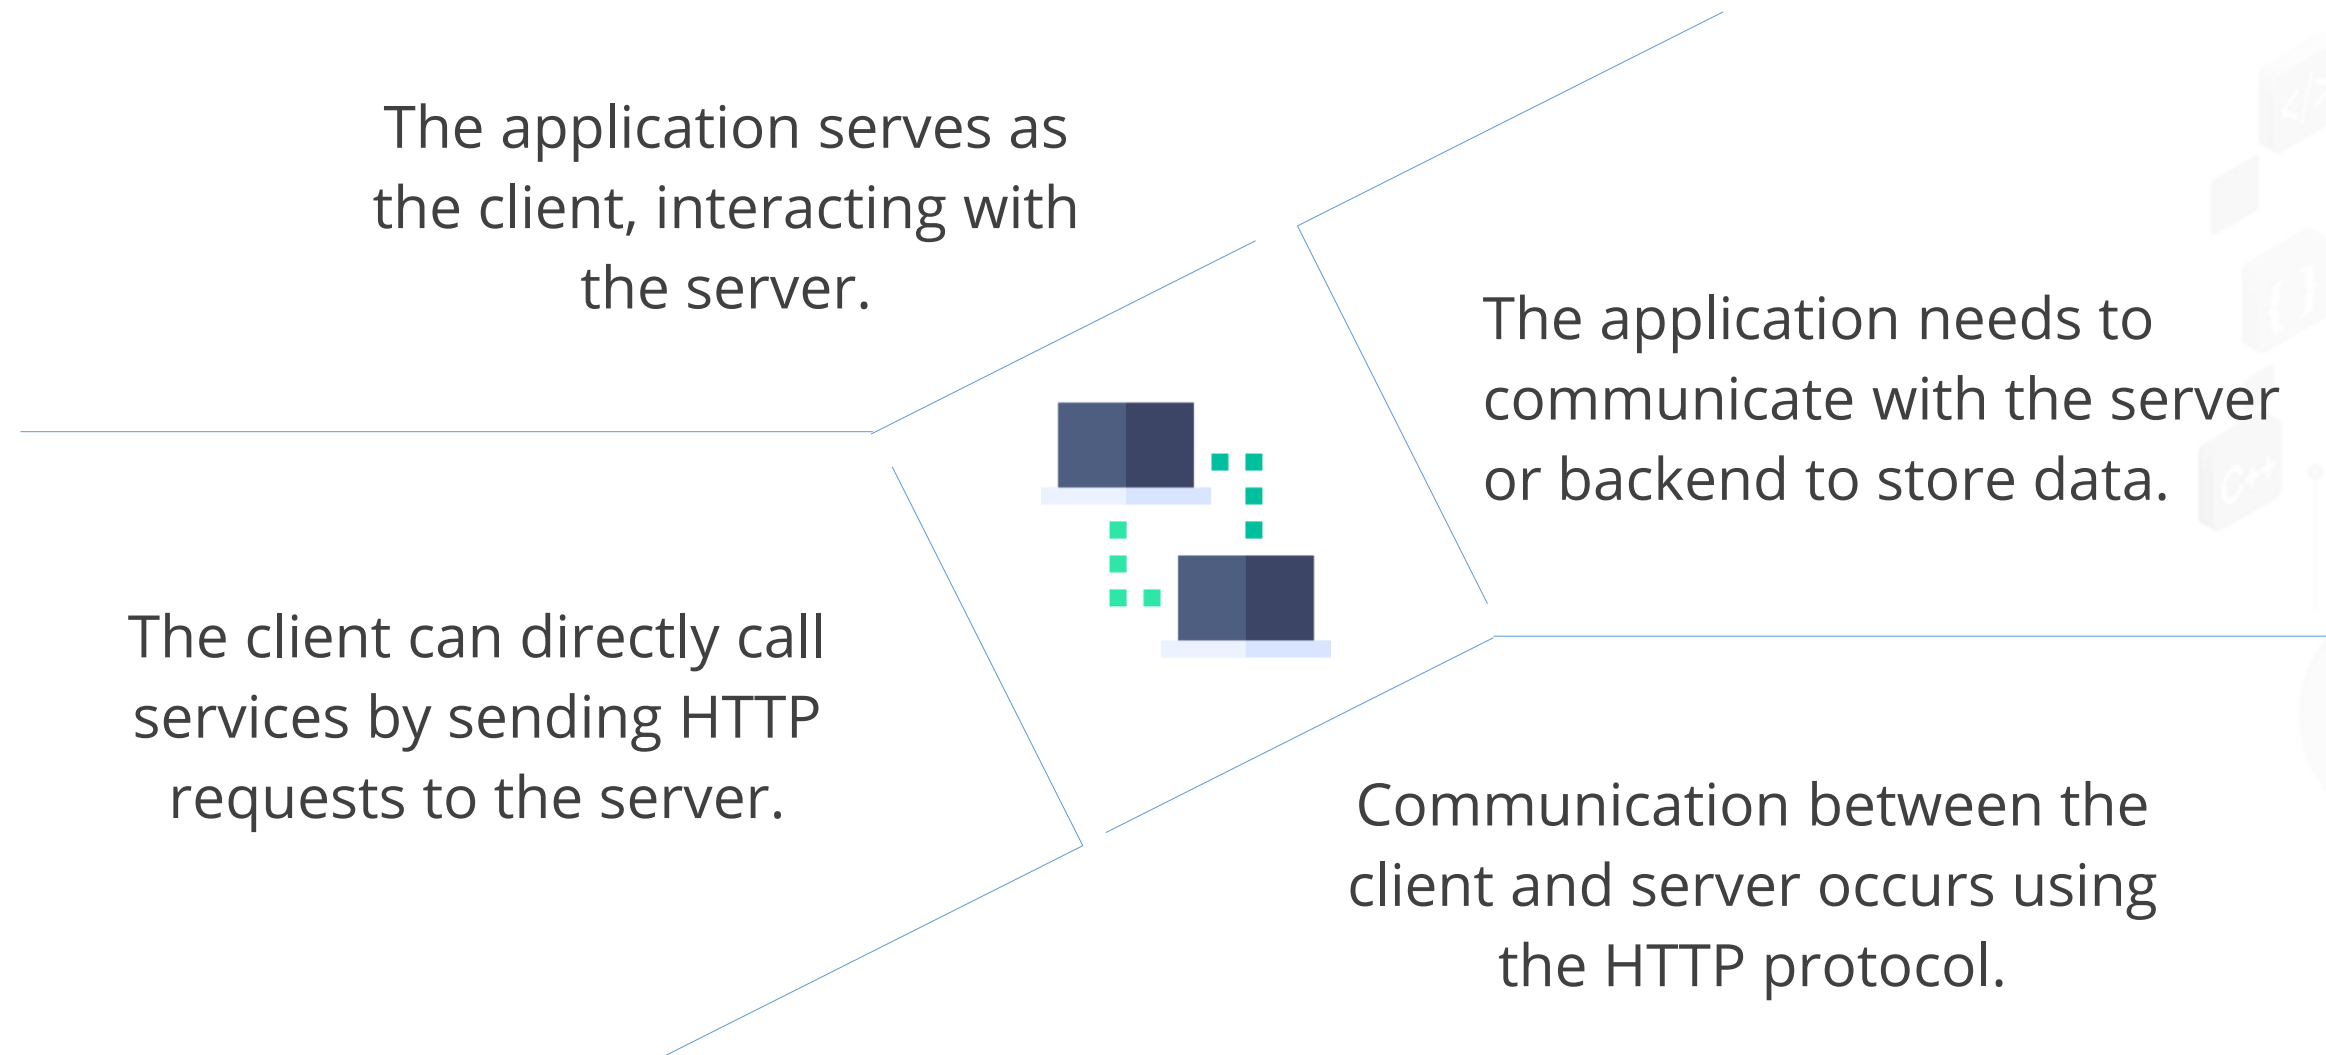 The application serves as
the client, interacting with
the server.
The application needs to
communicate with the server
or backend to store data.
The client can directly call
services by sending HTTP
requests to the server.
Communication between the
client and server occurs using
the HTTP protocol.
</>
{ }
C++